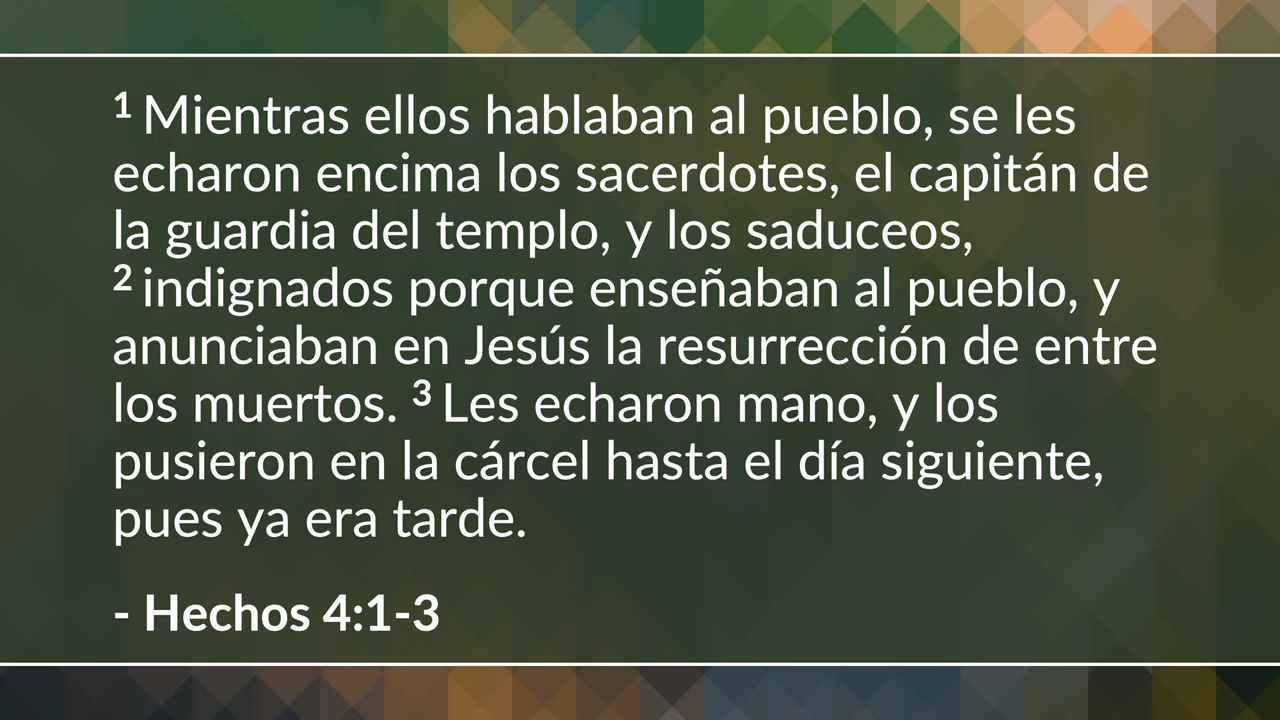 1 Mientras ellos hablaban al pueblo, se les
echaron encima los sacerdotes, el capitán de
la guardia del templo, y los saduceos,
2 indignados porque enseñaban al pueblo, y
anunciaban en Jesús la resurrección de entre
los muertos. 3 Les echaron mano, y los
pusieron en la cárcel hasta el día siguiente,
pues ya era tarde.
- Hechos 4:1-3